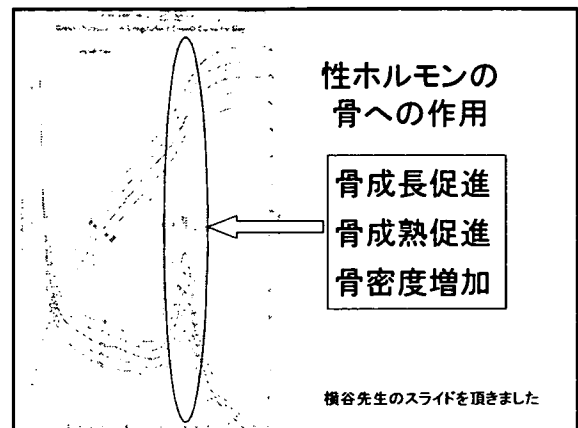 性ホルモンの
骨への作用
骨成長促進
骨成熟促進
骨密度増加
横谷先生のスライドを頂きました